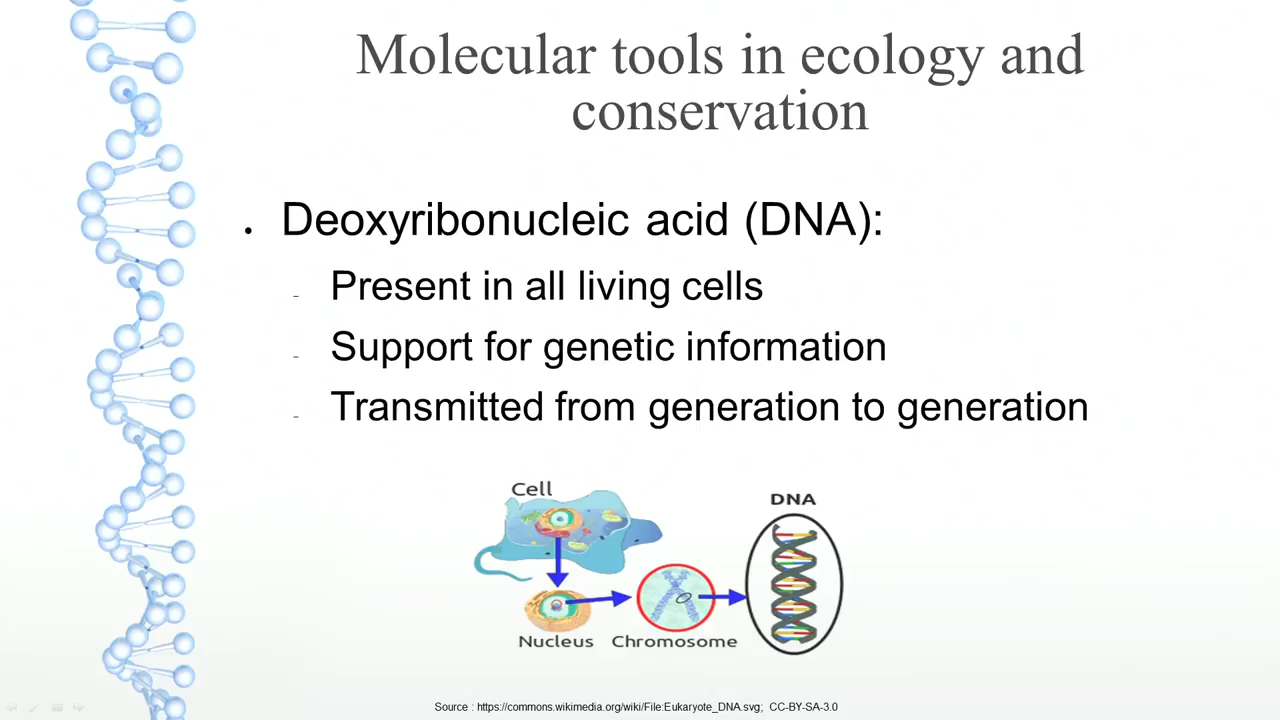 Molecular tools in ecology and
conservation
• Deoxyribonucleic acid (DNA):
– Present in all living cells
– Support for genetic information
– Transmitted from generation to generation
Cell
DNA
Nucleus
Chromosome
Source : https://commons.wikimedia.org/wiki/File:Eukaryote_DNA.svg; CC-BY-SA-3.0